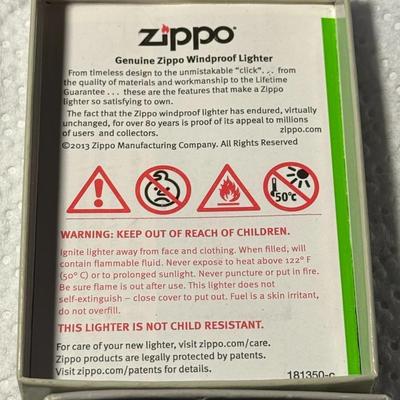 zippo
Genuine Zippo Windproof Lighter
From timeless design to the unmistakable "click". . . from
the quality of materials and workmanship to the Lifetime
Guarantee . . . these are the features that make a Zippo
lighter so satisfying to own.
The fact that the Zippo windproof lighter has endured, virtually
unchanged, for over 80 years is proof of its appeal to millions
of users and collectors. zippo.com
©2013 Zippo Manufacturing Company. All Rights Reserved
50°C
WARNING: KEEP OUT OF REACH OF CHILDREN.
Ignite lighter away from face and clothing. When filled, will
contain flammable fluid. Never expose to heat above 122° F
(50° C) or to prolonged sunlight. Never puncture or put in fire.
Be sure flame is out after use. This lighter does not
self-extinguish – close cover to put out. Fuel is a skin irritant,
do not overfill.
THIS LIGHTER IS NOT CHILD RESISTANT.
For care of your new lighter, visit zippo.com/care.
Zippo products are legally protected by patents.
Visit zippo.com/patents for details. 181350-c